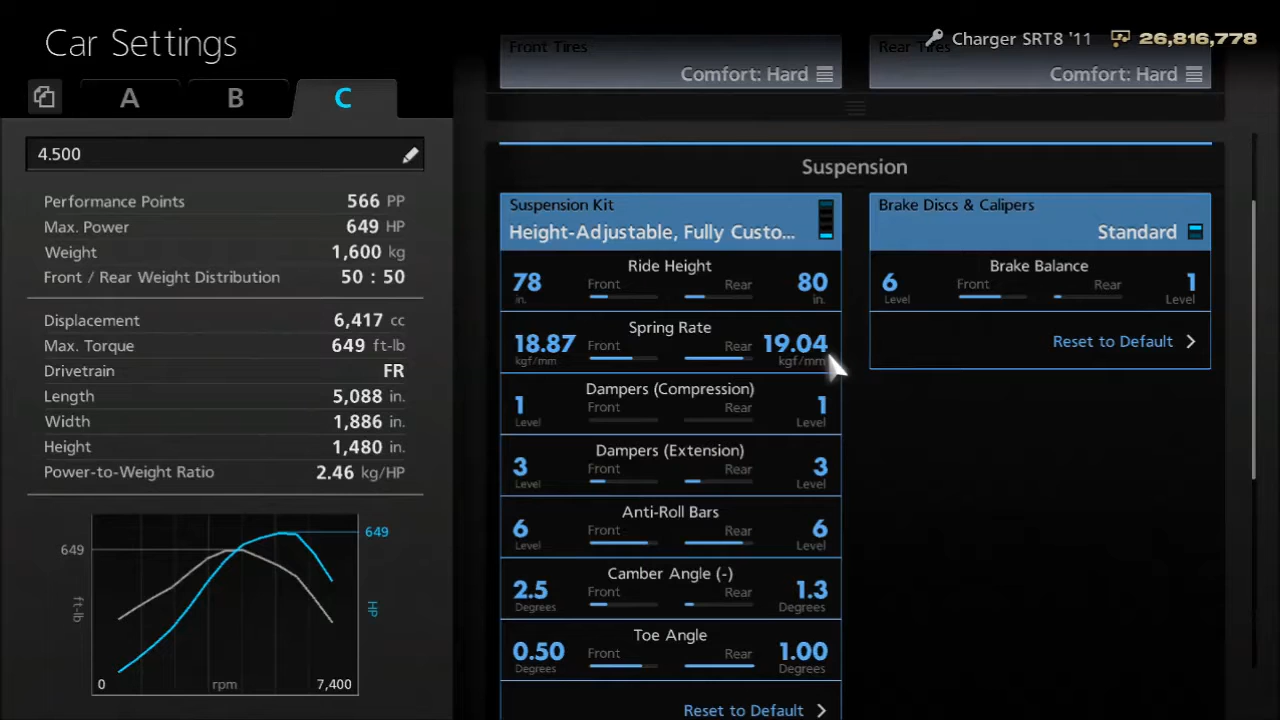 Car Settings
Charger SRT8 '11
26,816,778
A
B
C
4.500
Performance Points 566 PP
Max. Power 649 HP
Weight 1,600 kg
Front / Rear Weight Distribution 50 : 50
Displacement 6,417 cc
Max. Torque 649 ft-lb
Drivetrain FR
Length 5,088 in.
Width 1,886 in.
Height 1,480 in.
Power-to-Weight Ratio 2.46 kg/HP
649
649
ft-lb
HP
0 rpm 7,400
Front Tires
Comfort: Hard
Rear Tires
Comfort: Hard
Suspension
Suspension Kit
Height-Adjustable, Fully Custo...
Ride Height
78 in. Front Rear 80 in.
Spring Rate
18.87 kgf/mm Front Rear 19.04 kgf/mm
Dampers (Compression)
1 Level Front Rear 1 Level
Dampers (Extension)
3 Level Front Rear 3 Level
Anti-Roll Bars
6 Level Front Rear 6 Level
Camber Angle (-)
2.5 Degrees Front Rear 1.3 Degrees
Toe Angle
0.50 Degrees Front Rear 1.00 Degrees
Reset to Default
Brake Discs & Calipers
Standard
Brake Balance
6 Level Front Rear 1 Level
Reset to Default